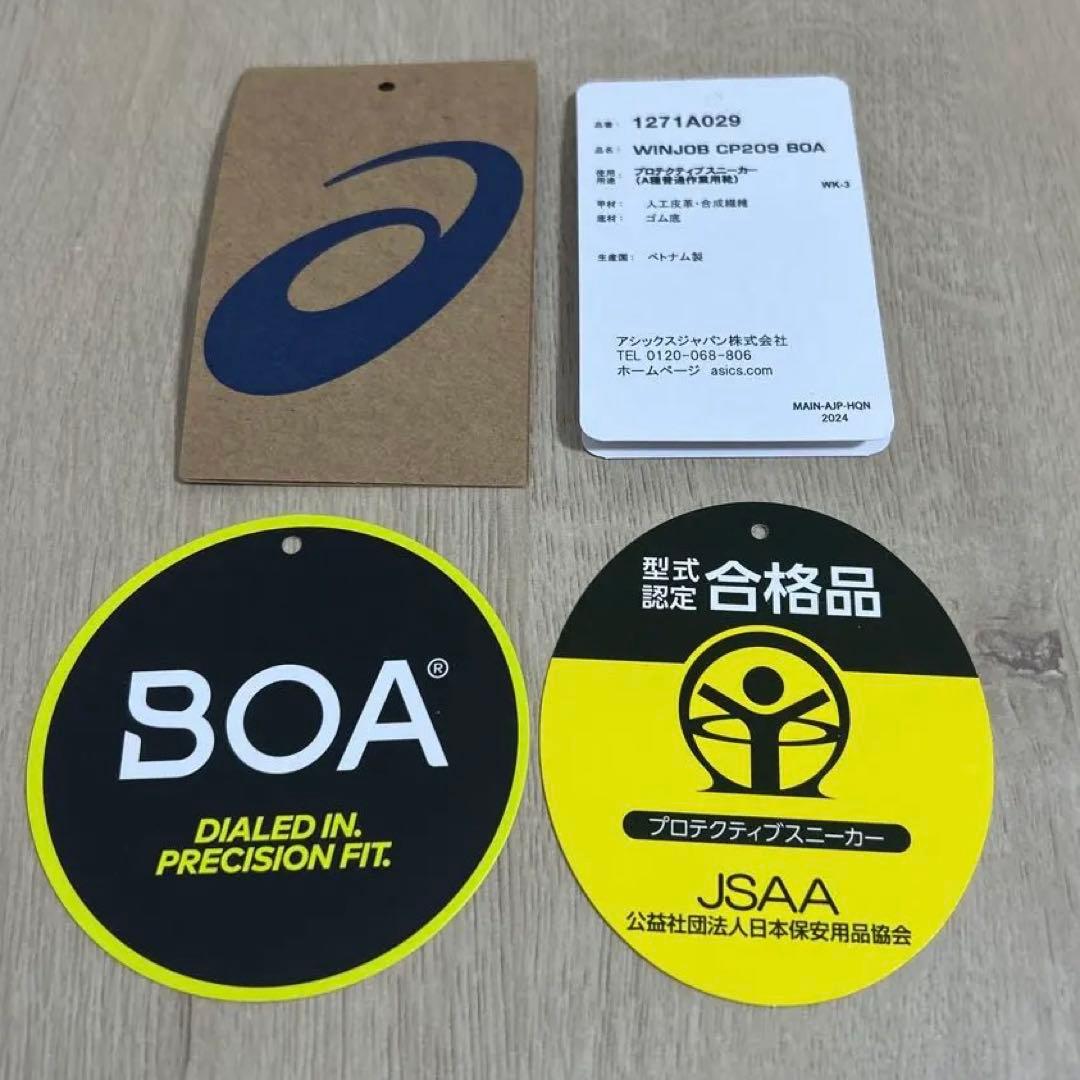 品番： 1271A029
品名： WINJOB CP209 BOA
使用用途： プロテクティブスニーカー
（A種普通作業用靴）
WK-3
甲材： 人工皮革・合成繊維
底材： ゴム底
生産国： ベトナム製
アシックスジャパン株式会社
TEL 0120-068-806
ホームページ asics.com
MAIN-AJP-HQN
2024
BOA®
DIALED IN.
PRECISION FIT.
型式認定 合格品
プロテクティブスニーカー
JSAA
公益社団法人日本保安用品協会